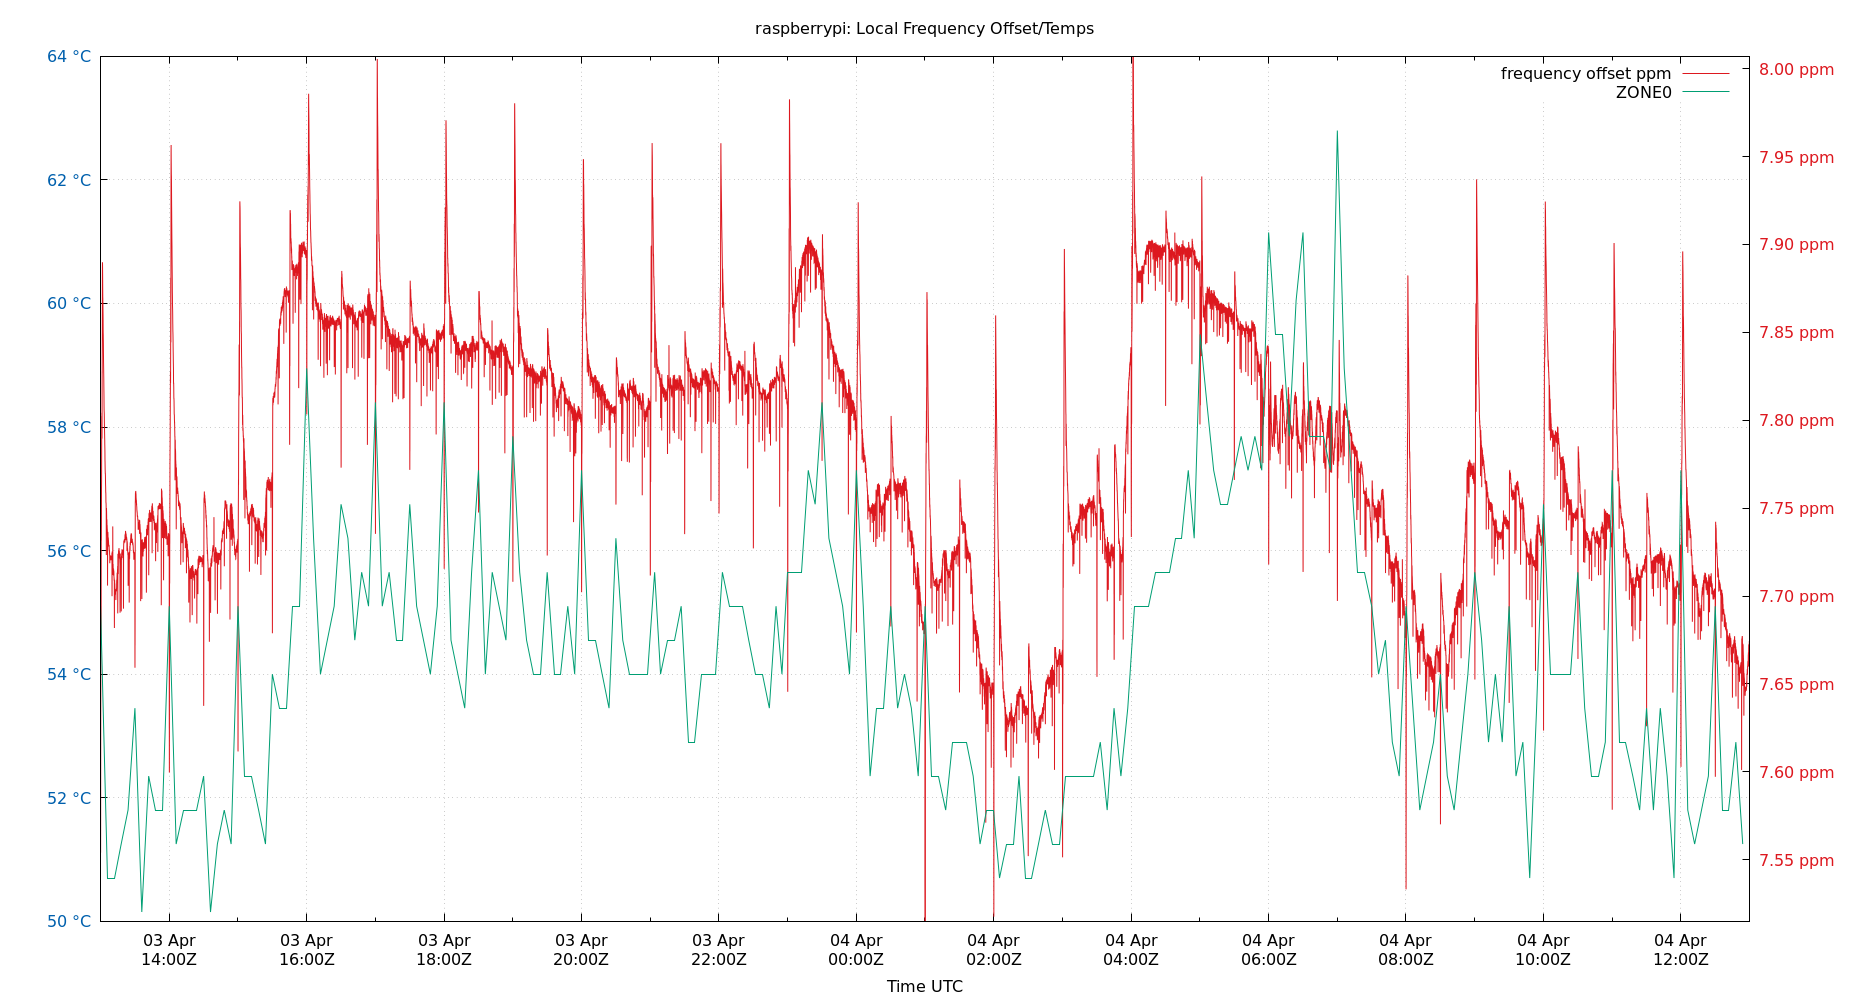 raspberrypi: Local Frequency Offset/Temps
frequency offset ppm
ZONE0
64 °C
62 °C
60 °C
58 °C
56 °C
54 °C
52 °C
50 °C
8.00 ppm
7.95 ppm
7.90 ppm
7.85 ppm
7.80 ppm
7.75 ppm
7.70 ppm
7.65 ppm
7.60 ppm
7.55 ppm
03 Apr
14:00Z
03 Apr
16:00Z
03 Apr
18:00Z
03 Apr
20:00Z
03 Apr
22:00Z
04 Apr
00:00Z
04 Apr
02:00Z
04 Apr
04:00Z
04 Apr
06:00Z
04 Apr
08:00Z
04 Apr
10:00Z
04 Apr
12:00Z
Time UTC